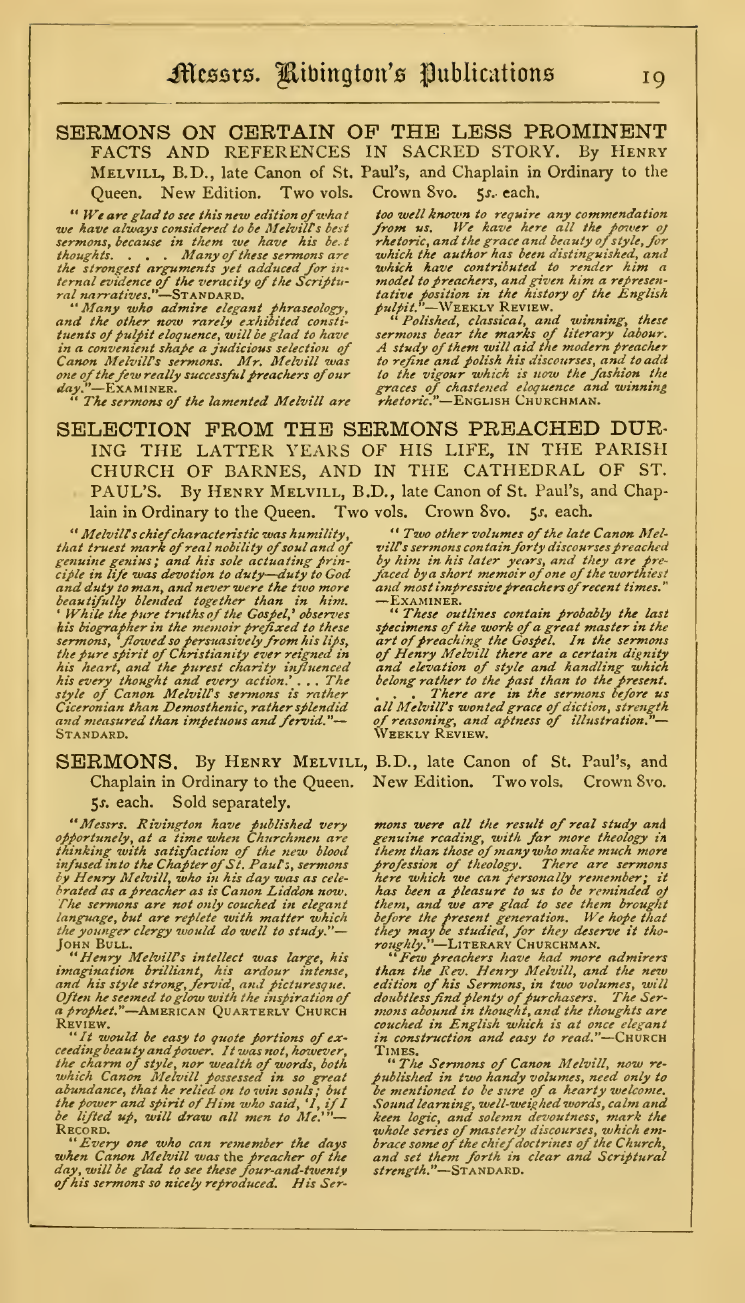 Messrs. Rivington's Publications 19
SERMONS ON CERTAIN OF THE LESS PROMINENT
FACTS AND REFERENCES IN SACRED STORY. By HENRY
MELVILL, B.D., late Canon of St. Paul's, and Chaplain in Ordinary to the
Queen. New Edition. Two vols. Crown 8vo. 5s. each.
"We are glad to see this new edition of what
we have always considered to be Melvill's best
sermons, because in them we have his best
thoughts. . . . Many of these sermons are
the strongest arguments yet adduced for in-
ternal evidence of the veracity of the Scriptu-
ral narratives."—STANDARD.
"Many who admire elegant phraseology,
and the other now rarely exhibited consti-
tuents of pulpit eloquence, will be glad to have
in a convenient shape a judicious selection of
Canon Melvill's sermons. Mr. Melvill was
one of the few really successful preachers of our
day."—EXAMINER.
"The sermons of the lamented Melvill are
too well known to require any commendation
from us. We have here all the power of
rhetoric, and the grace and beauty of style, for
which the author has been distinguished, and
which have contributed to render him a
model to preachers, and given him a represen-
tative position in the history of the English
pulpit."—WEEKLY REVIEW.
"Polished, classical, and winning, these
sermons bear the marks of literary labour.
A study of them will aid the modern preacher
to refine and polish his discourses, and to add
to the vigour which is now the fashion the
graces of chastened eloquence and winning
rhetoric."—ENGLISH CHURCHMAN.
SELECTION FROM THE SERMONS PREACHED DUR-
ING THE LATTER YEARS OF HIS LIFE, IN THE PARISH
CHURCH OF BARNES, AND IN THE CATHEDRAL OF ST.
PAUL'S. By HENRY MELVILL, B.D., late Canon of St. Paul's, and Chap-
lain in Ordinary to the Queen. Two vols. Crown 8vo. 5s. each.
"Melvill's chief characteristic was humility,
that truest mark of real nobility of soul and of
genuine genius; and his sole actuating prin-
ciple in life was devotion to duty—duty to God
and duty to man, and never were the two more
beautifully blended together than in him.
'While the pure truths of the Gospel,' observes
his biographer in the memoir prefixed to these
sermons, 'flowed so persuasively from his lips,
the pure spirit of Christianity ever reigned in
his heart, and the purest charity influenced
his every thought and every action.' . . . The
style of Canon Melvill's sermons is rather
Ciceronian than Demosthenic, rather splendid
and measured than impetuous and fervid."—
STANDARD.
"Two other volumes of the late Canon Mel-
vill's sermons contain forty discourses preached
by him in his later years, and they are pre-
faced by a short memoir of one of the worthiest
and most impressive preachers of recent times."
—EXAMINER.
"These outlines contain probably the last
specimens of the work of a great master in the
art of preaching the Gospel. In the sermons
of Henry Melvill there are a certain dignity
and elevation of style and handling which
belong rather to the past than to the present.
. . . There are in the sermons before us
all Melvill's wonted grace of diction, strength
of reasoning, and aptness of illustration."—
WEEKLY REVIEW.
SERMONS. By HENRY MELVILL, B.D., late Canon of St. Paul's, and
Chaplain in Ordinary to the Queen. New Edition. Two vols. Crown 8vo.
5s. each. Sold separately.
"Messrs. Rivington have published very
opportunely, at a time when Churchmen are
thinking with satisfaction of the new blood
infused into the Chapter of St. Paul's, sermons
by Henry Melvill, who in his day was as cele-
brated as a preacher as is Canon Liddon now.
The sermons are not only couched in elegant
language, but are replete with matter which
the younger clergy would do well to study."—
JOHN BULL.
"Henry Melvill's intellect was large, his
imagination brilliant, his ardour intense,
and his style strong, fervid, and picturesque.
Often he seemed to glow with the inspiration of
a prophet."—AMERICAN QUARTERLY CHURCH
REVIEW.
"It would be easy to quote portions of ex-
ceeding beauty and power. It was not, however,
the charm of style, nor wealth of words, both
which Canon Melvill possessed in so great
abundance, that he relied on to win souls; but
the power and spirit of Him who said, 'I, if I
be lifted up, will draw all men to Me.'"—
RECORD.
"Every one who can remember the days
when Canon Melvill was the preacher of the
day, will be glad to see these four-and-twenty
of his sermons so nicely reproduced. His Ser-
mons were all the result of real study and
genuine reading, with far more theology in
them than those of many who make much more
profession of theology. There are sermons
here which we can personally remember; it
has been a pleasure to us to be reminded of
them, and we are glad to see them brought
before the present generation. We hope that
they may be studied, for they deserve it tho-
roughly."—LITERARY CHURCHMAN.
"Few preachers have had more admirers
than the Rev. Henry Melvill, and the new
edition of his Sermons, in two volumes, will
doubtless find plenty of purchasers. The Ser-
mons abound in thought, and the thoughts are
couched in English which is at once elegant
in construction and easy to read."—CHURCH
TIMES.
"The Sermons of Canon Melvill, now re-
published in two handy volumes, need only to
be mentioned to be sure of a hearty welcome.
Sound learning, well-weighed words, calm and
keen logic, and solemn devoutness, mark the
whole series of masterly discourses, which em-
brace some of the chief doctrines of the Church,
and set them forth in clear and Scriptural
strength."—STANDARD.